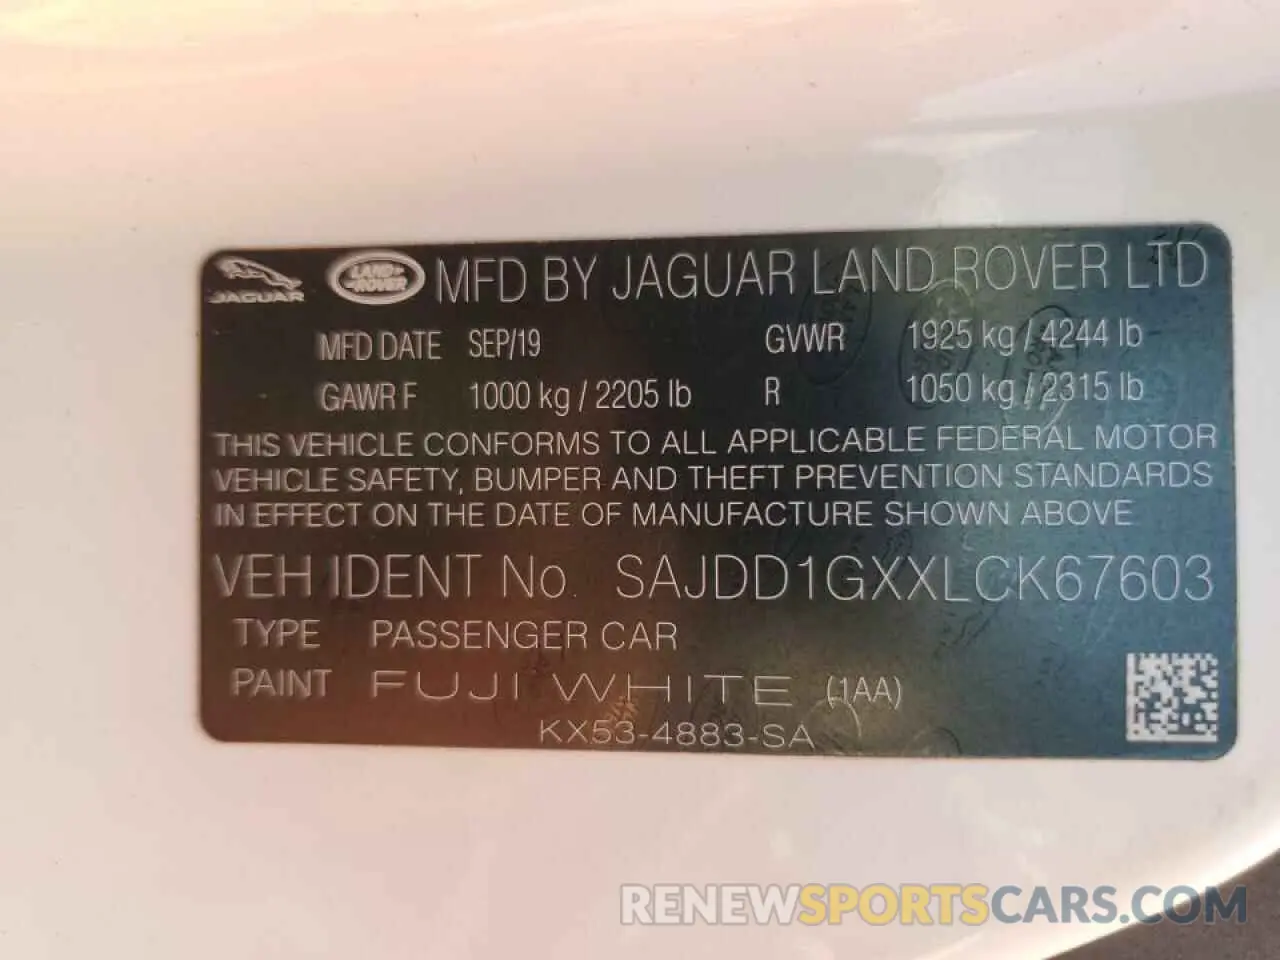 JAGUAR LAND ROVER MFD BY JAGUAR LAND ROVER LTD
MFD DATE SEP/19 GVWR 1925 kg / 4244 lb
GAWR F 1000 kg / 2205 lb R 1050 kg / 2315 lb
THIS VEHICLE CONFORMS TO ALL APPLICABLE FEDERAL MOTOR
VEHICLE SAFETY, BUMPER AND THEFT PREVENTION STANDARDS
IN EFFECT ON THE DATE OF MANUFACTURE SHOWN ABOVE
VEH IDENT No. SAJDD1GXXLCK67603
TYPE PASSENGER CAR
PAINT FUJI WHITE (1AA)
KX53-4883-SA
RENEWSPORTSCARS.COM